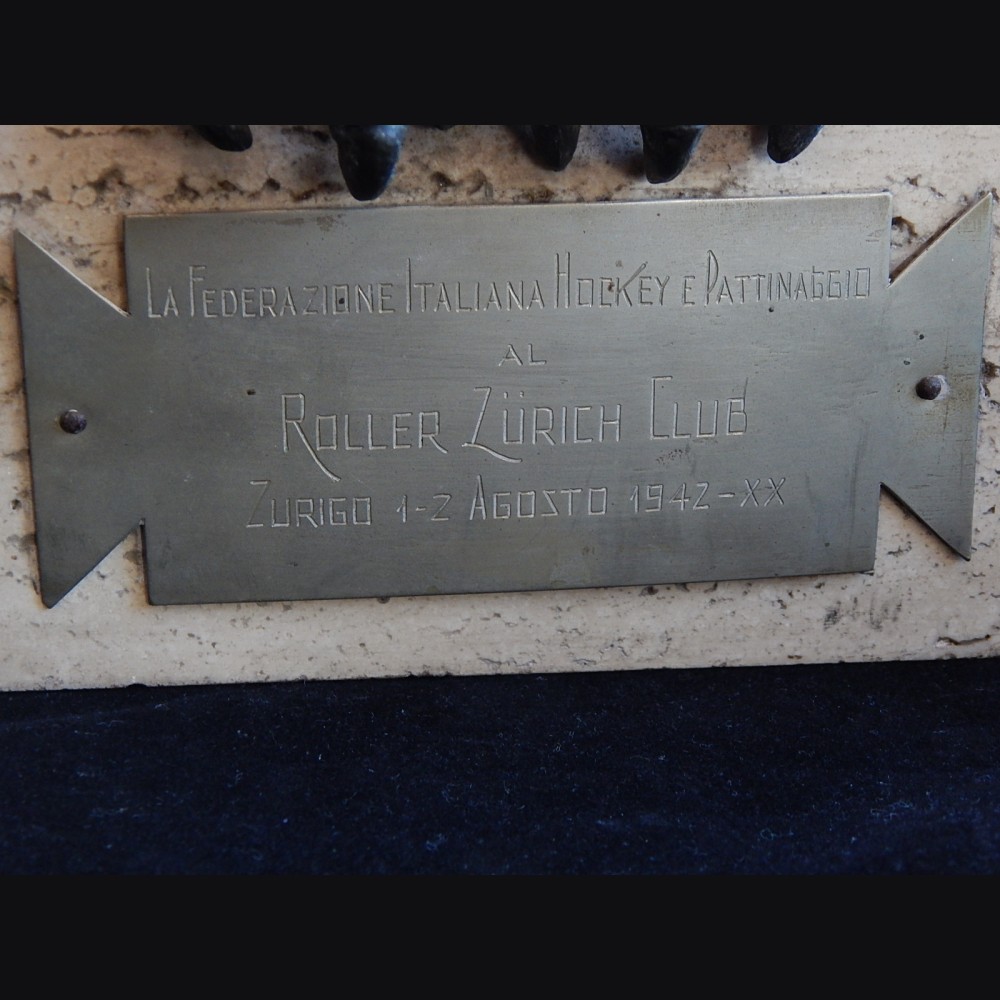 LA FEDERAZIONE ITALIANA HOCKEY E PATTINAGGIO
AL
ROLLER ZÜRICH CLUB
ZURIGO 1-2 AGOSTO 1942-XX